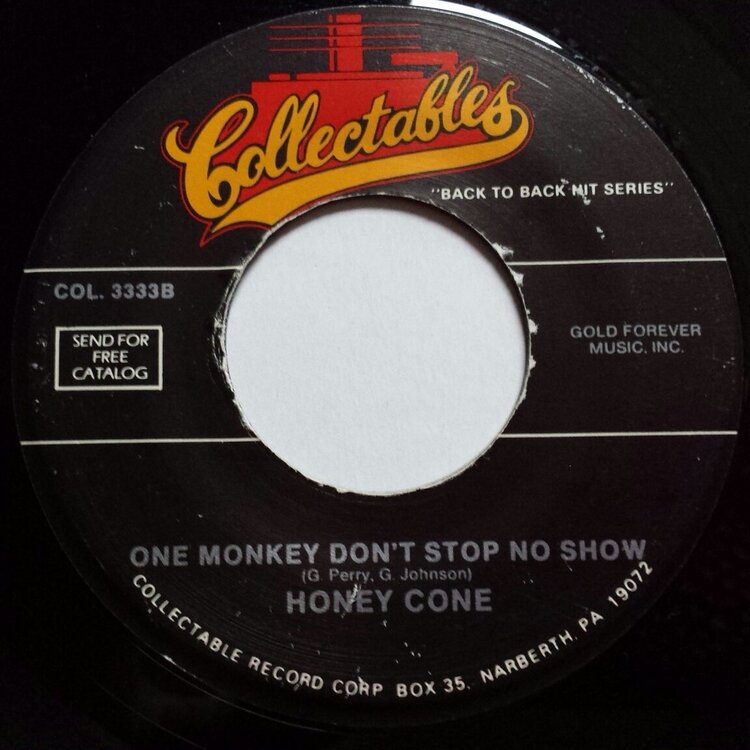 Collectables
"BACK TO BACK HIT SERIES"
COL. 3333B
SEND FOR
FREE
CATALOG
GOLD FOREVER
MUSIC, INC.
ONE MONKEY DON'T STOP NO SHOW
(G. Perry, G. Johnson)
HONEY CONE
COLLECTABLE RECORD CORP BOX 35, NARBERTH, PA 19072